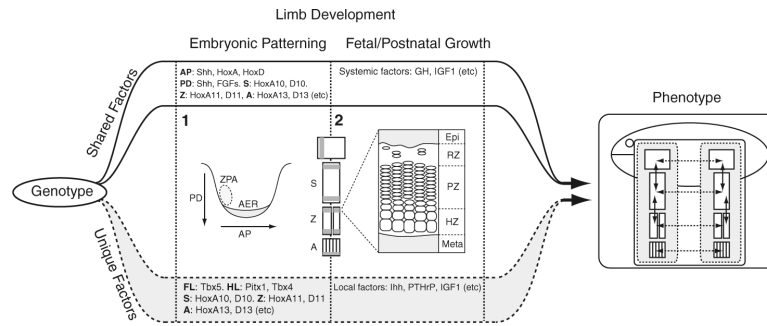 Limb Development
Embryonic Patterning
Fetal/Postnatal Growth
Shared Factors
AP: Shh, HoxA, HoxD
PD: Shh, FGFs. S: HoxA10, D10.
Z: HoxA11, D11, A: HoxA13, D13 (etc)
Systemic factors: GH, IGF1 (etc)
Phenotype
1
2
Genotype
ZPA
AER
PD
AP
S
Z
A
Epi
RZ
PZ
HZ
Meta
Unique Factors
FL: Tbx5. HL: Pitx1, Tbx4
S: HoxA10, D10. Z: HoxA11, D11
A: HoxA13, D13 (etc)
Local factors: Ihh, PTHrP, IGF1 (etc)